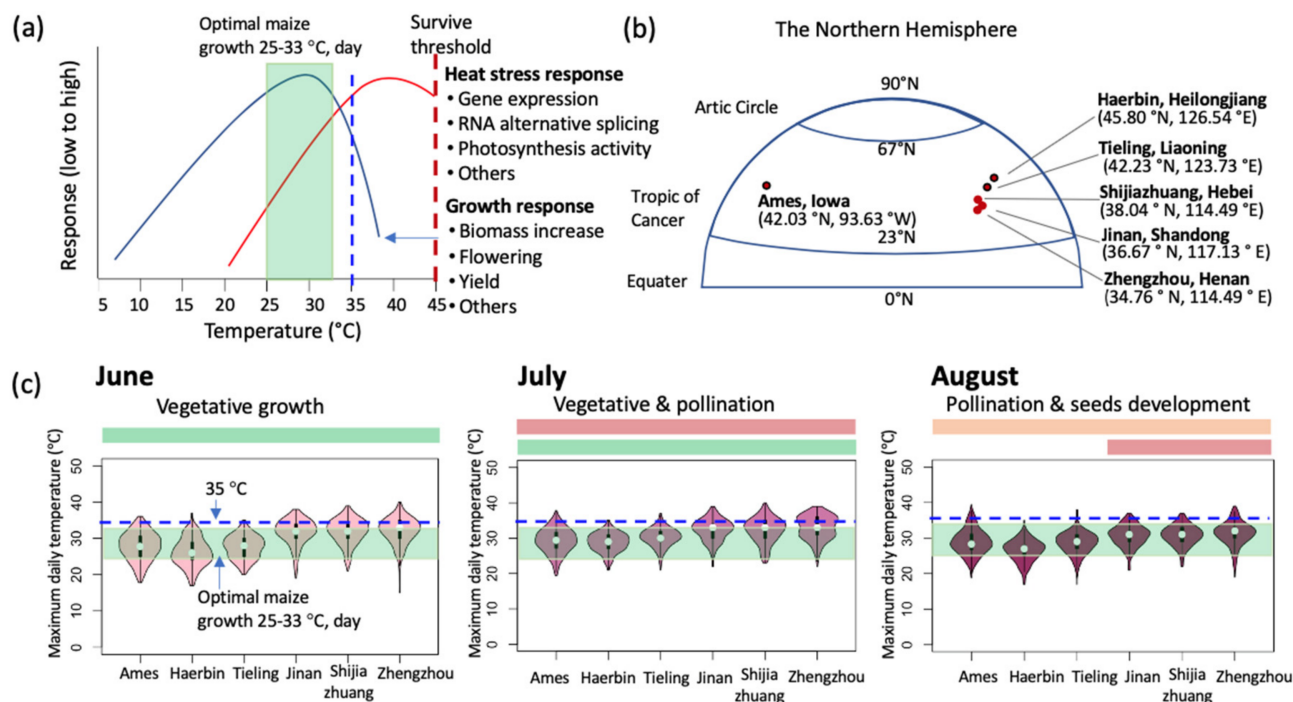 (a)
Optimal maize
growth 25-33 °C, day
Survive
threshold
Response (low to high)
Heat stress response
• Gene expression
• RNA alternative splicing
• Photosynthesis activity
• Others
Growth response
• Biomass increase
• Flowering
• Yield
• Others
5 10 15 20 25 30 35 40 45
Temperature (°C)
(b)
The Northern Hemisphere
90°N
Artic Circle
67°N
Tropic of
Cancer
Ames, Iowa
(42.03 °N, 93.63 °W)
23°N
Equater
0°N
Haerbin, Heilongjiang
(45.80 °N, 126.54 °E)
Tieling, Liaoning
(42.23 °N, 123.73 °E)
Shijiazhuang, Hebei
(38.04 °N, 114.49 °E)
Jinan, Shandong
(36.67 °N, 117.13 ° E)
Zhengzhou, Henan
(34.76 ° N, 114.49 ° E)
(c)
June
Vegetative growth
Maximum daily temperature (°C)
50
40
30
20
10
0
35 °C
Optimal maize
growth 25-33 °C, day
Ames Haerbin Tieling Jinan Shijia Zhengzhou
zhuang
July
Vegetative & pollination
Maximum daily temperature (°C)
50
40
30
20
10
0
Ames Haerbin Tieling Jinan Shijia Zhengzhou
zhuang
August
Pollination & seeds development
Maximum daily temperature (°C)
50
40
30
20
10
0
Ames Haerbin Tieling Jinan Shijia Zhengzhou
zhuang